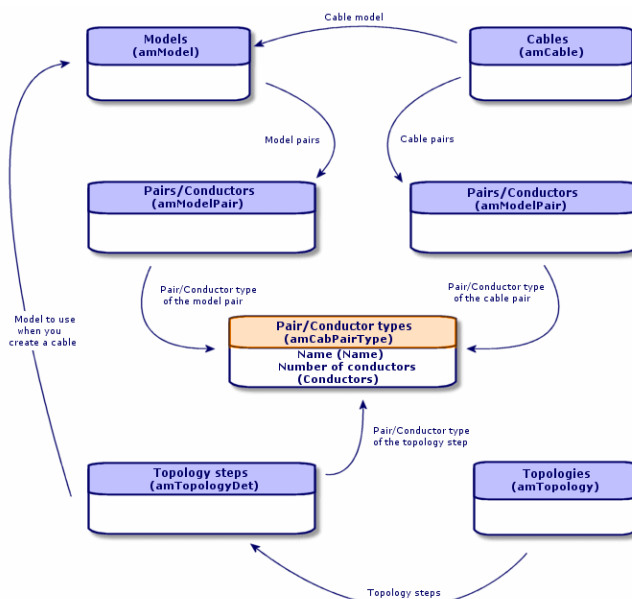 Cable model
Models
(amModel)
Cables
(amCable)
Model pairs
Cable pairs
Pairs/Conductors
(amModelPair)
Pairs/Conductors
(amModelPair)
Pair/Conductor type
of the model pair
Pair/Conductor type
of the cable pair
Model to use
when you
create a cable
Pair/Conductor types
(amCabPairType)
Name (Name)
Number of conductors
(Conductors)
Pair/Conductor type
of the topology step
Topology steps
(amTopologyDet)
Topologies
(amTopology)
Topology steps